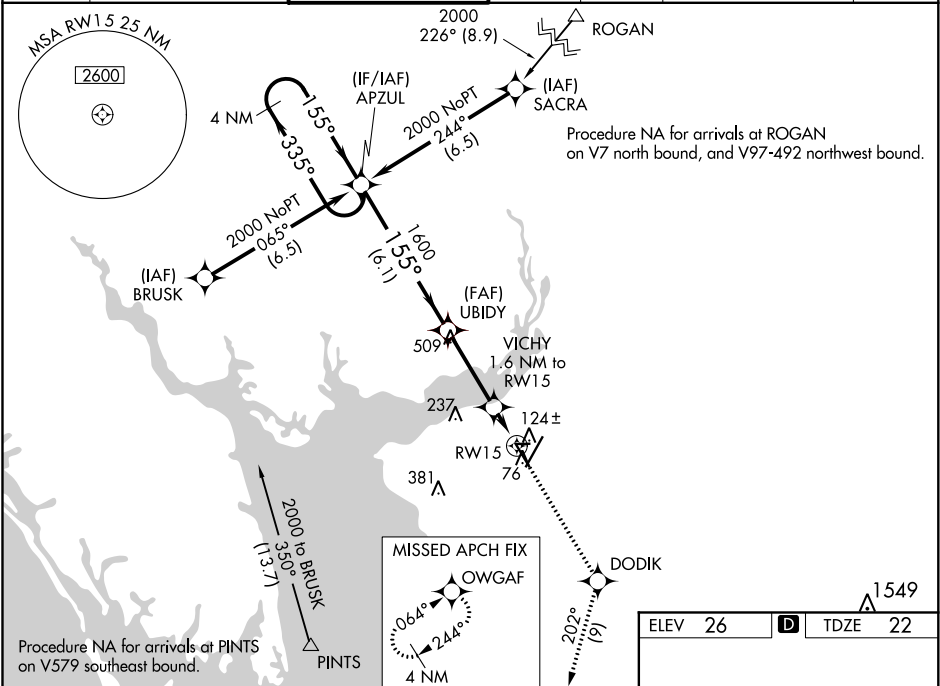 MSA RW15 25 NM
2600
2000
226° (8.9)
ROGAN
(IF/IAF)
APZUL
(IAF)
SACRA
4 NM
155°
335°
2000 NoPT
244°
(6.5)
Procedure NA for arrivals at ROGAN
on V7 north bound, and V97-492 northwest bound.
2000 NoPT
065°
(6.5)
(IAF)
BRUSK
1600
155°
(6.1)
(FAF)
UBIDY
509
VICHY
1.6 NM to
RW15
237
124±
RW15
76
381
2000 to BRUSK
350°
(13.7)
MISSED APCH FIX
OWGAF
064°
244°
4 NM
DODIK
202°
(9)
1549
ELEV 26
D
TDZE 22
Procedure NA for arrivals at PINTS
on V579 southeast bound.
PINTS